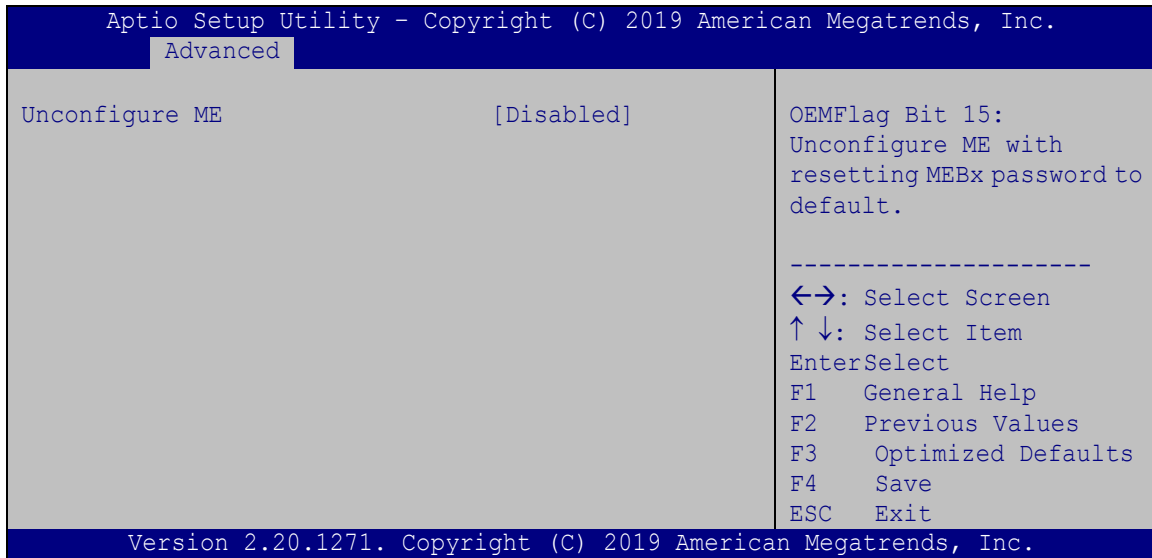 Aptio Setup Utility – Copyright (C) 2019 American Megatrends, Inc.
Advanced
Unconfigure ME [Disabled]
OEMFlag Bit 15:
Unconfigure ME with
resetting MEBx password to
default.
---------------------
←→: Select Screen
↑ ↓: Select Item
EnterSelect
F1 General Help
F2 Previous Values
F3 Optimized Defaults
F4 Save
ESC Exit
Version 2.20.1271. Copyright (C) 2019 American Megatrends, Inc.